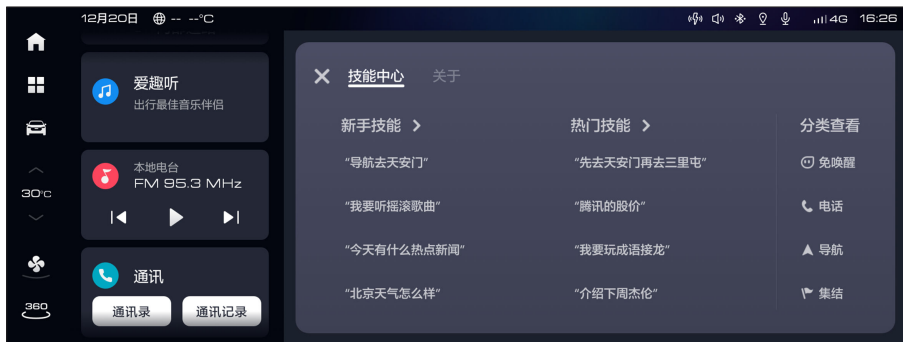 12月20日 -- --°C
4G 16:26
爱趣听
出行最佳音乐伴侣
本地电台
FM 95.3 MHz
30°C
通讯
通讯录 通讯记录
360
技能中心 关于
新手技能 热门技能 分类查看
“导航去天安门” “先去天安门再去三里屯” 免唤醒
“我要听摇滚歌曲” “腾讯的股价” 电话
“今天有什么热点新闻” “我要玩成语接龙” 导航
“北京天气怎么样” “介绍下周杰伦” 集结